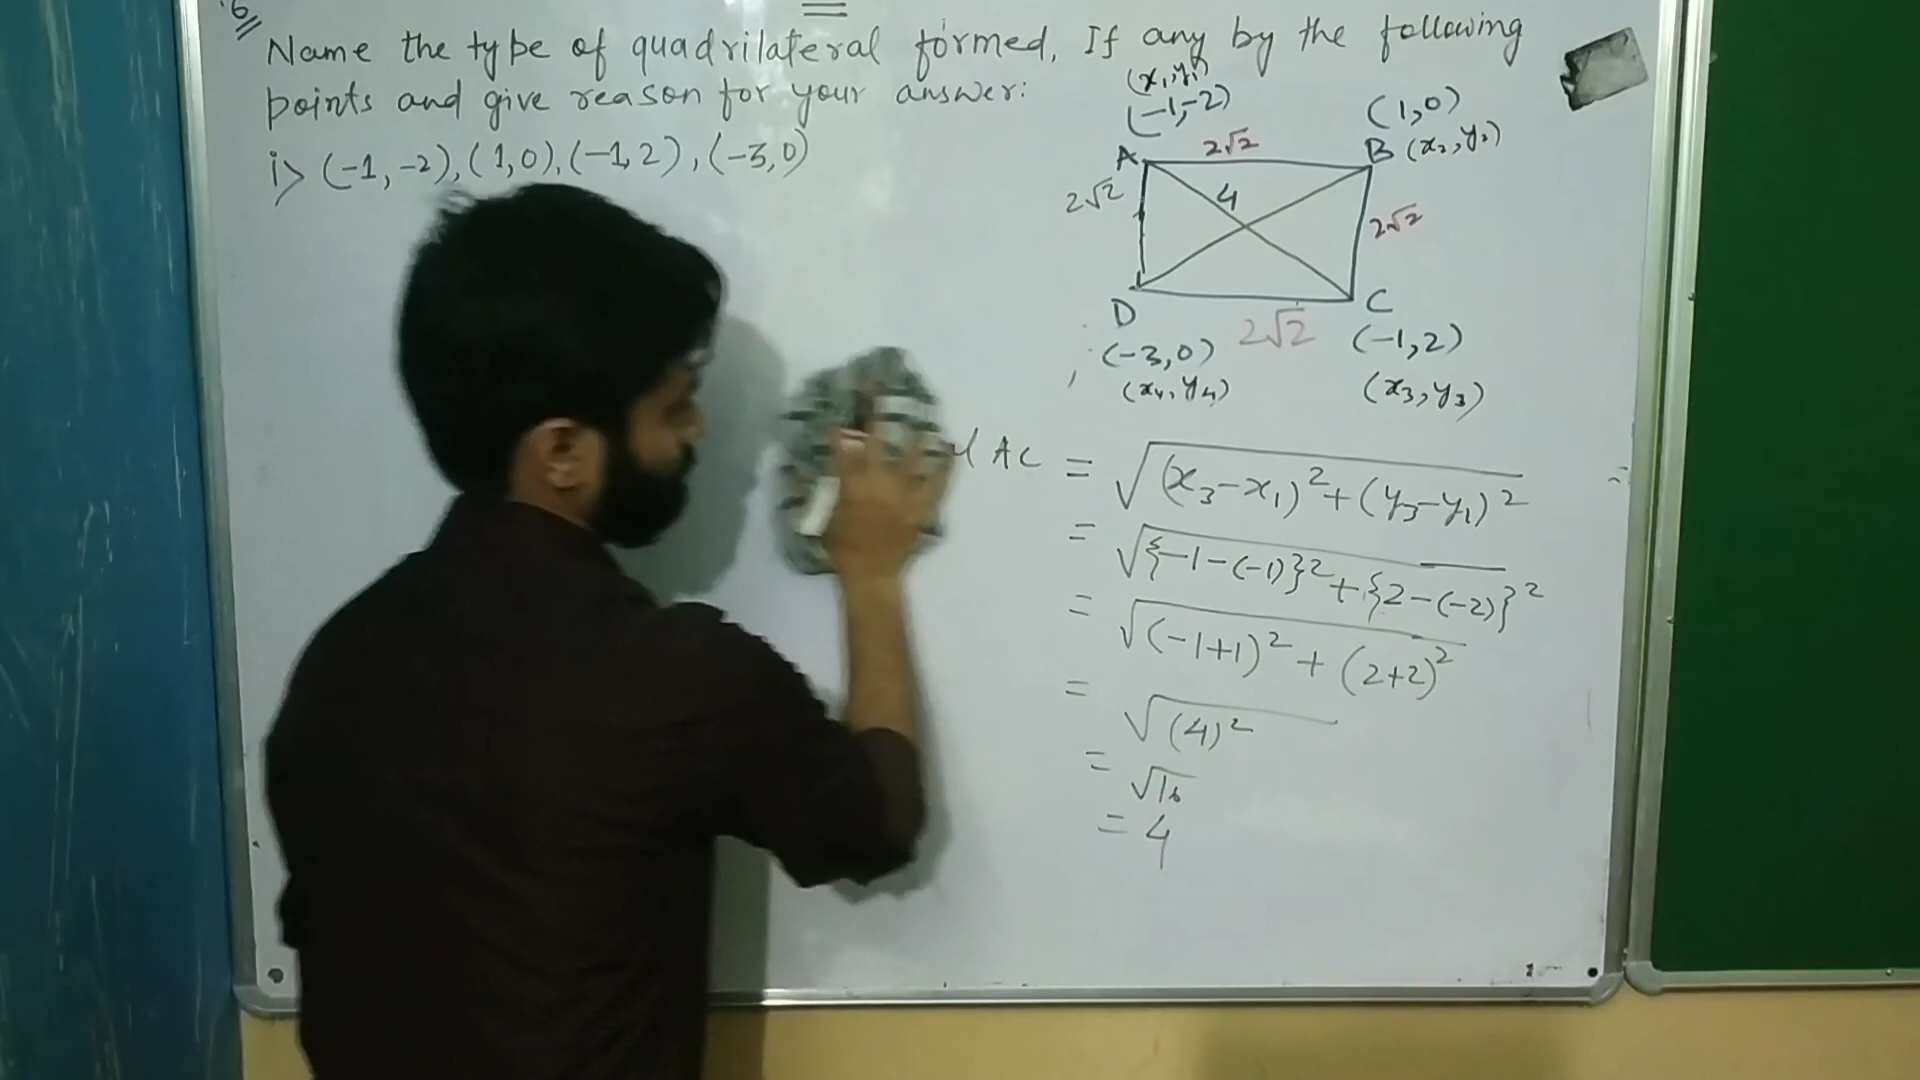 6
Name the type of quadrilateral formed, If any by the following
points and give reason for your answer:
i> (-1,-2), (1,0), (-1,2), (-3,0)
(x₁,y₁)
(-1,-2)
(1,0)
A
2√2
B (x₂,y₂)
2√2
4
2√2
D
2√2
C
(-3,0)
(-1,2)
(x₄,y₄)
(x₃,y₃)
AC = √(x₃-x₁)²+(y₃-y₁)²
= √{-1-(-1)}²+{2-(-2)}²
= √(-1+1)²+(2+2)²
= √(4)²
= √16
= 4